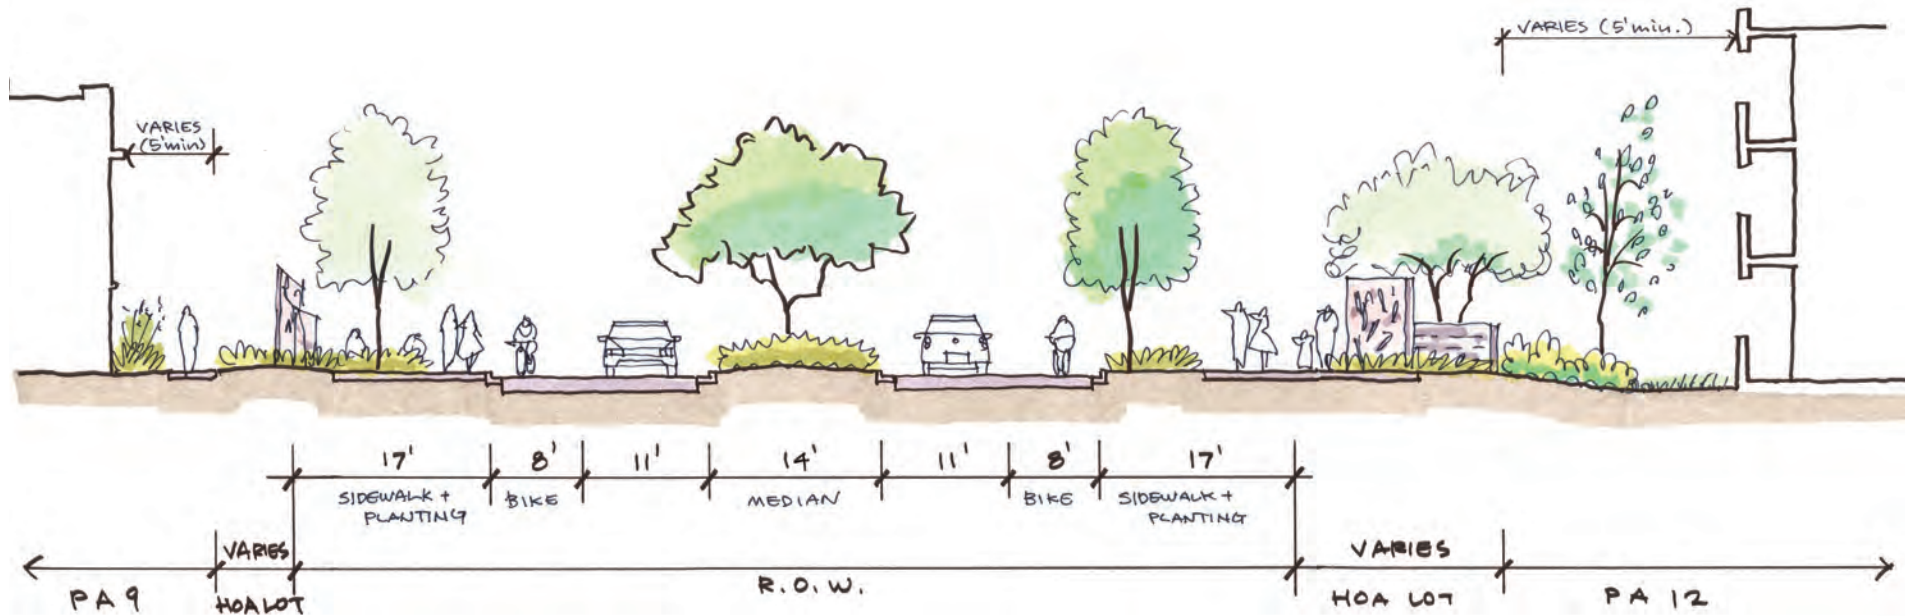 VARIES (5'min.)
VARIES
(5'min)
17' 8' 11' 14' 11' 8' 17'
SIDEWALK + BIKE MEDIAN BIKE SIDEWALK +
PLANTING PLANTING
VARIES VARIES
PA 9 HOA LOT R.O.W. HOA LOT PA 12